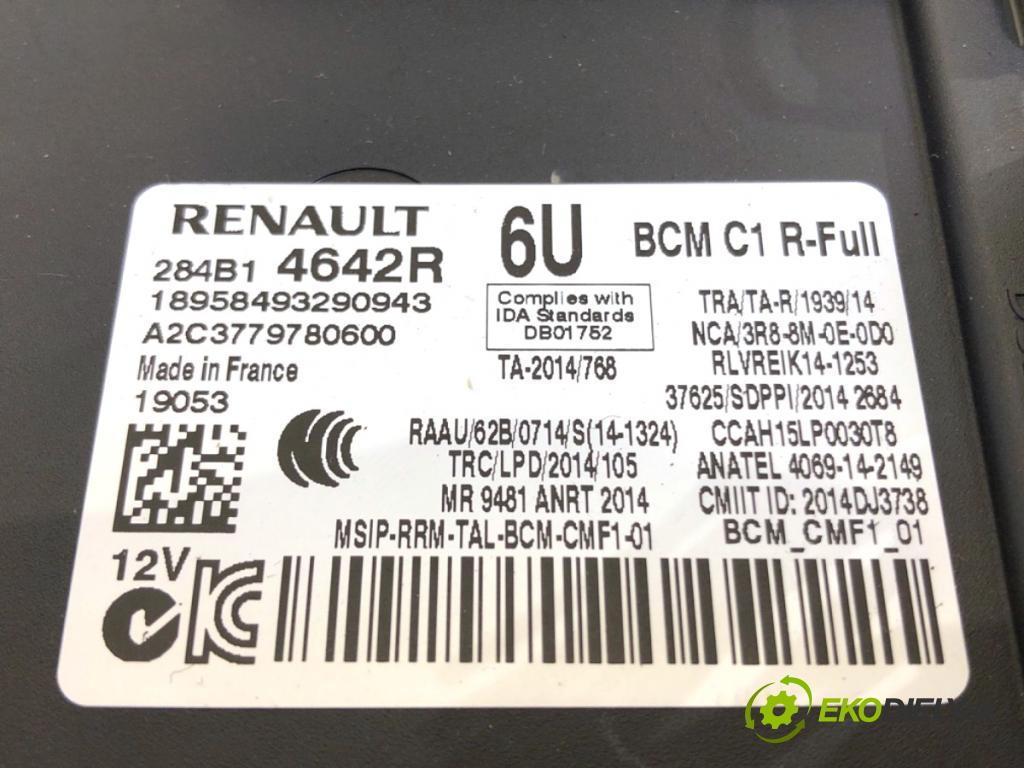 RENAULT 6U BCM C1 R-Full
284B1 4642R
18958493290943
A2C3779780600
Made in France
19053
Complies with
IDA Standards
DB01752
TA-2014/768
TRA/TA-R/1939/14
NCA/3R8-8M-0E-0D0
RLVREIK14-1253
37625/SDPPI/2014 2684
RAAU/62B/0714/S(14-1324) CCAH15LP0030T8
TRC/LPD/2014/105 ANATEL 4069-14-2149
MR 9481 ANRT 2014 CMIIT ID: 2014DJ3738
MSIP-RRM-TAL-BCM-CMF1-01 BCM_CMF1_01
12V